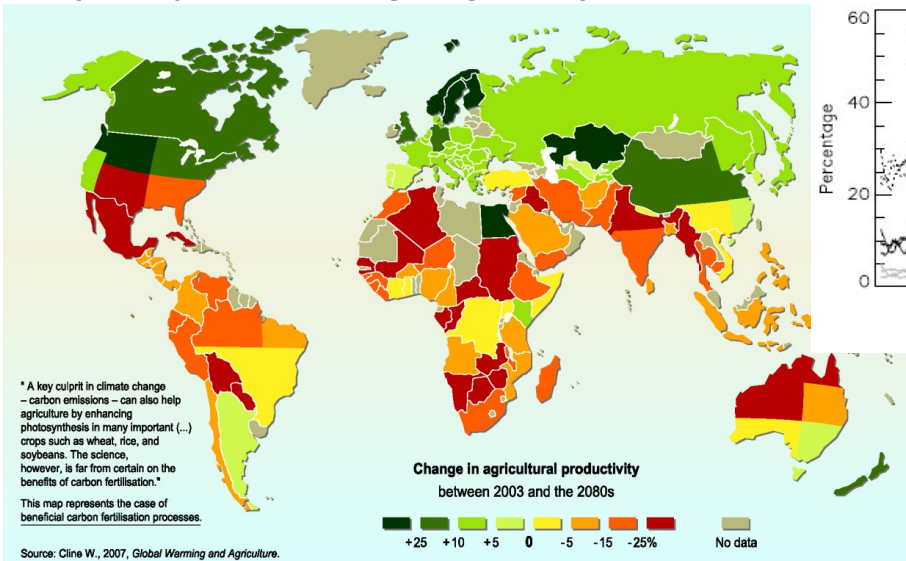 60
40
20
0
Percentage
" A key culprit in climate change
– carbon emissions – can also help
agriculture by enhancing
photosynthesis in many important (...)
crops such as wheat, rice, and
soybeans. The science,
however, is far from certain on the
benefits of carbon fertilisation."
This map represents the case of
beneficial carbon fertilisation processes.
Source: Cline W., 2007, Global Warming and Agriculture.
Change in agricultural productivity
between 2003 and the 2080s
+25 +10 +5 0 -5 -15 -25% No data